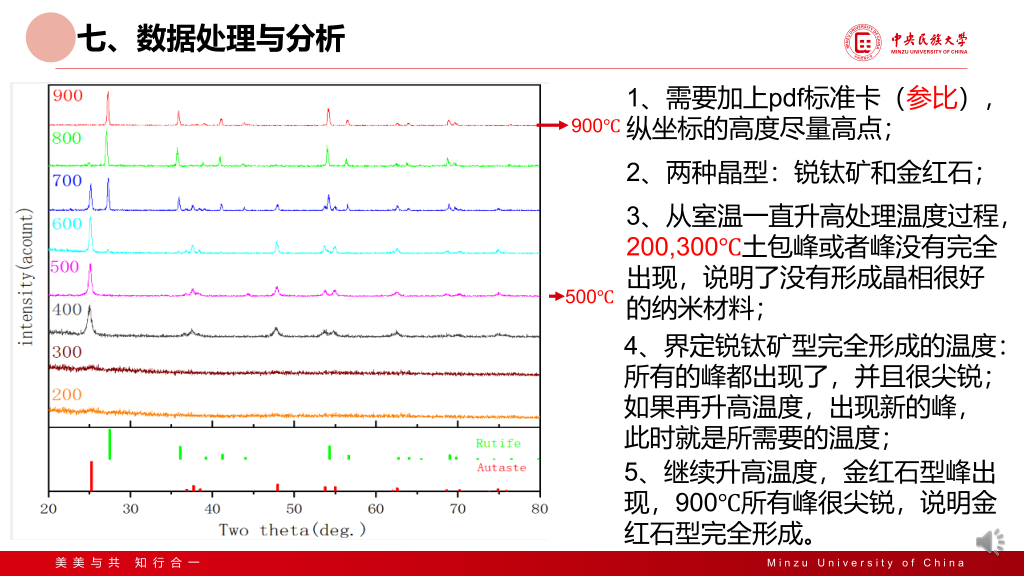 七、数据处理与分析
中央民族大学
MINZU UNIVERSITY OF CHINA
900
800
700
600
500
400
300
200
intensity(acount)
Rutife
Autaste
20 30 40 50 60 70 80
Two theta(deg.)
900℃
500℃
1、需要加上pdf标准卡（参比），
纵坐标的高度尽量高点；
2、两种晶型：锐钛矿和金红石；
3、从室温一直升高处理温度过程，
200,300℃土包峰或者峰没有完全
出现，说明了没有形成晶相很好
的纳米材料；
4、界定锐钛矿型完全形成的温度：
所有的峰都出现了，并且很尖锐；
如果再升高温度，出现新的峰，
此时就是所需要的温度；
5、继续升高温度，金红石型峰出
现，900℃所有峰很尖锐，说明金
红石型完全形成。
美美与共 知行合一
Minzu University of China